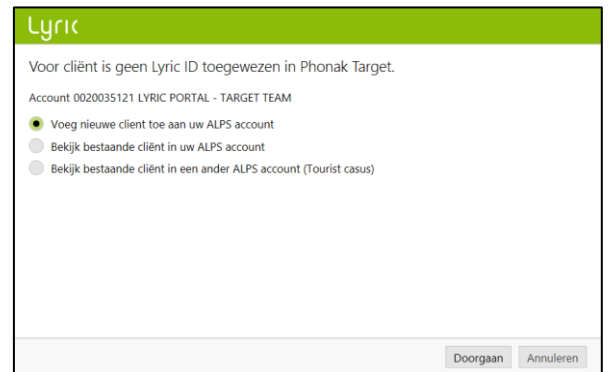 Lyric
Voor cliënt is geen Lyric ID toegewezen in Phonak Target.
Account 0020035121 LYRIC PORTAL - TARGET TEAM
Voeg nieuwe client toe aan uw ALPS account
Bekijk bestaande cliënt in uw ALPS account
Bekijk bestaande cliënt in een ander ALPS account (Tourist casus)
Doorgaan Annuleren